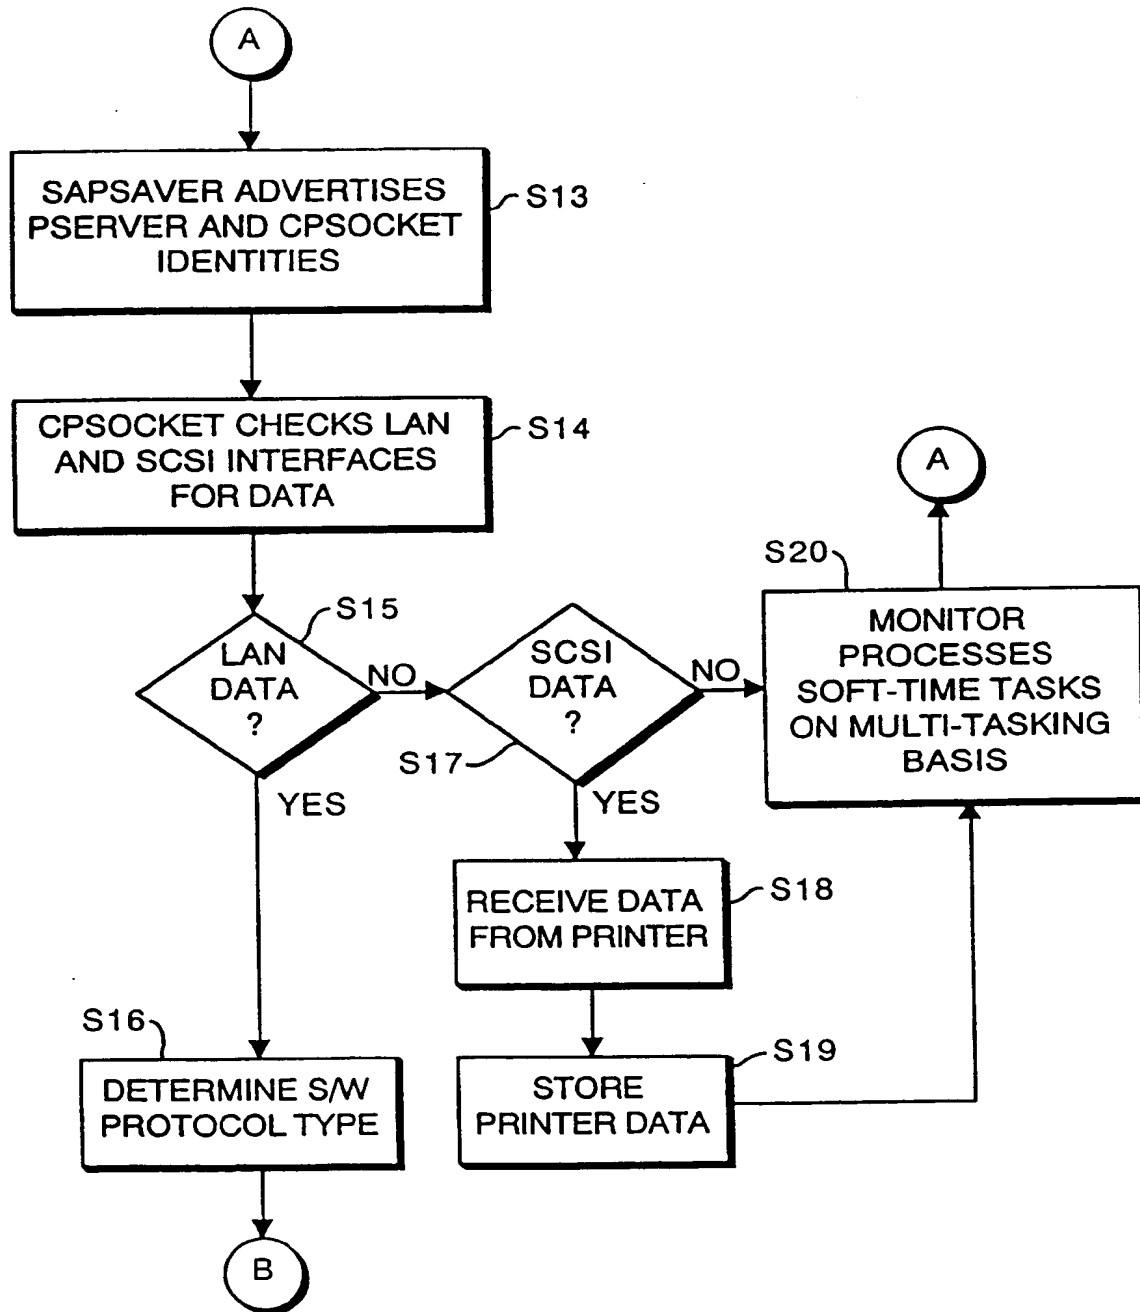 A
SAPSAVER ADVERTISES
PSERVER AND CPSOCKET
IDENTITIES
S13
CPSOCKET CHECKS LAN
AND SCSI INTERFACES
FOR DATA
S14
A
S20
MONITOR
PROCESSES
SOFT-TIME TASKS
ON MULTI-TASKING
BASIS
S15
LAN
DATA
?
NO
YES
SCSI
DATA
?
S17
NO
YES
RECEIVE DATA
FROM PRINTER
S18
S16
DETERMINE S/W
PROTOCOL TYPE
S19
STORE
PRINTER DATA
B